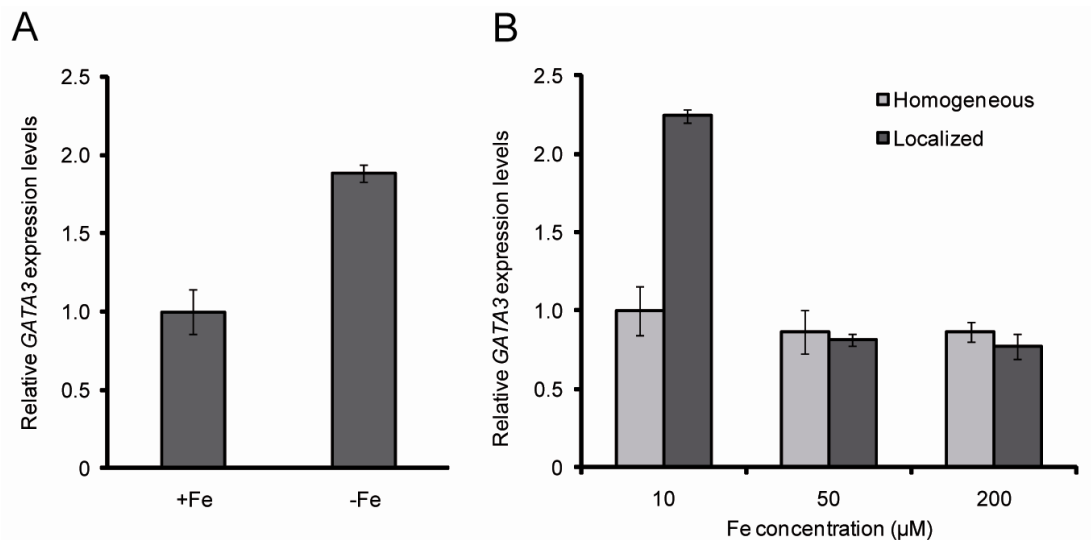 A
Relative GATA3 expression levels
2.5
2.0
1.5
1.0
0.5
0
+Fe
-Fe
B
Relative GATA3 expression levels
2.5
2.0
1.5
1.0
0.5
0
Homogeneous
Localized
10
50
200
Fe concentration (µM)